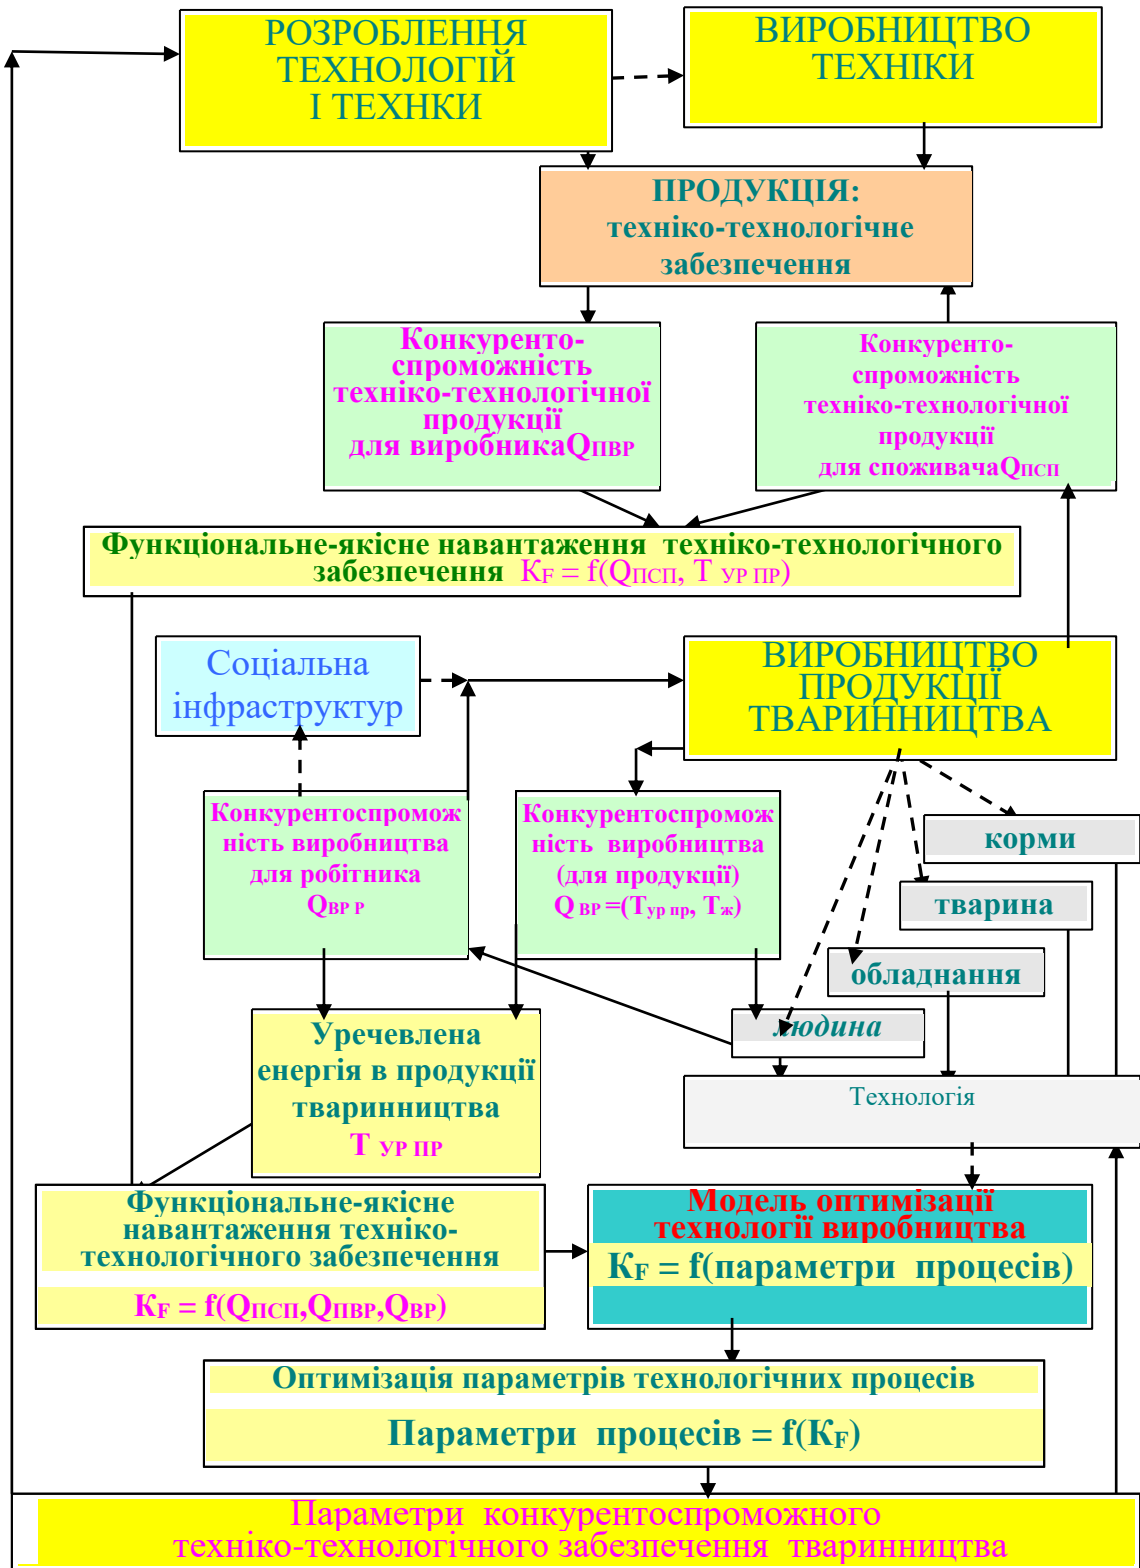 РОЗРОБЛЕННЯ
ТЕХНОЛОГІЙ
І ТЕХНКИ
ВИРОБНИЦТВО
ТЕХНІКИ
ПРОДУКЦІЯ:
техніко-технологічне
забезпечення
Конкуренто-
спроможність
техніко-технологічної
продукції
для виробникаQПВР
Конкуренто-
спроможність
техніко-технологічної
продукції
для споживачаQПСП
Функціональне-якісне навантаження техніко-технологічного
забезпечення KF = f(QПСП, Т УР ПР)
Соціальна
інфраструктур
ВИРОБНИЦТВО
ПРОДУКЦІЇ
ТВАРИННИЦТВА
Конкурентоспромож
ність виробництва
для робітника
QВР Р
Конкурентоспромож
ність виробництва
(для продукції)
Q ВР =(Тур пр, Тж)
корми
тварина
обладнання
людина
Уречевлена
енергія в продукції
тваринництва
Т УР ПР
Технологія
Функціональне-якісне
навантаження техніко-
технологічного забезпечення
KF = f(QПСП,QПВР,QВР)
Модель оптимізації
технології виробництва
KF = f(параметри процесів)
Оптимізація параметрів технологічних процесів
Параметри процесів = f(KF)
Параметри конкурентоспроможного
техніко-технологічного забезпечення тваринництва